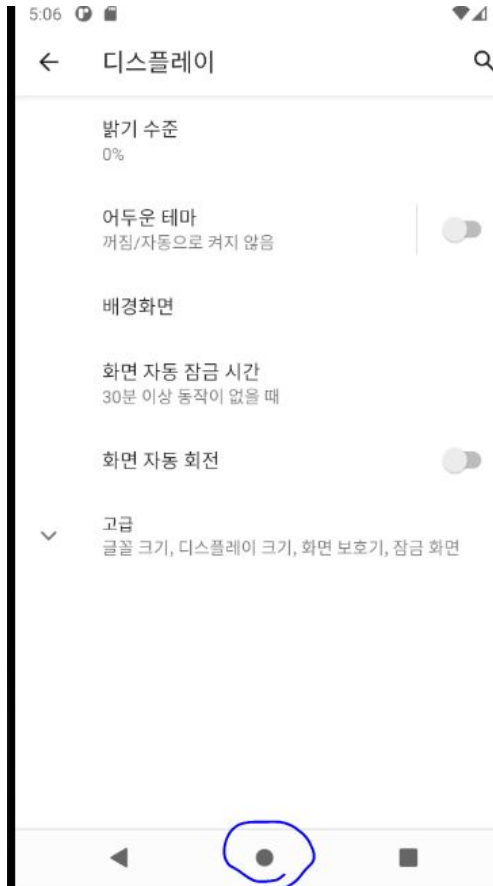 5:06
디스플레이
밝기 수준
0%
어두운 테마
꺼짐/자동으로 켜지 않음
배경화면
화면 자동 잠금 시간
30분 이상 동작이 없을 때
화면 자동 회전
고급
글꼴 크기, 디스플레이 크기, 화면 보호기, 잠금 화면